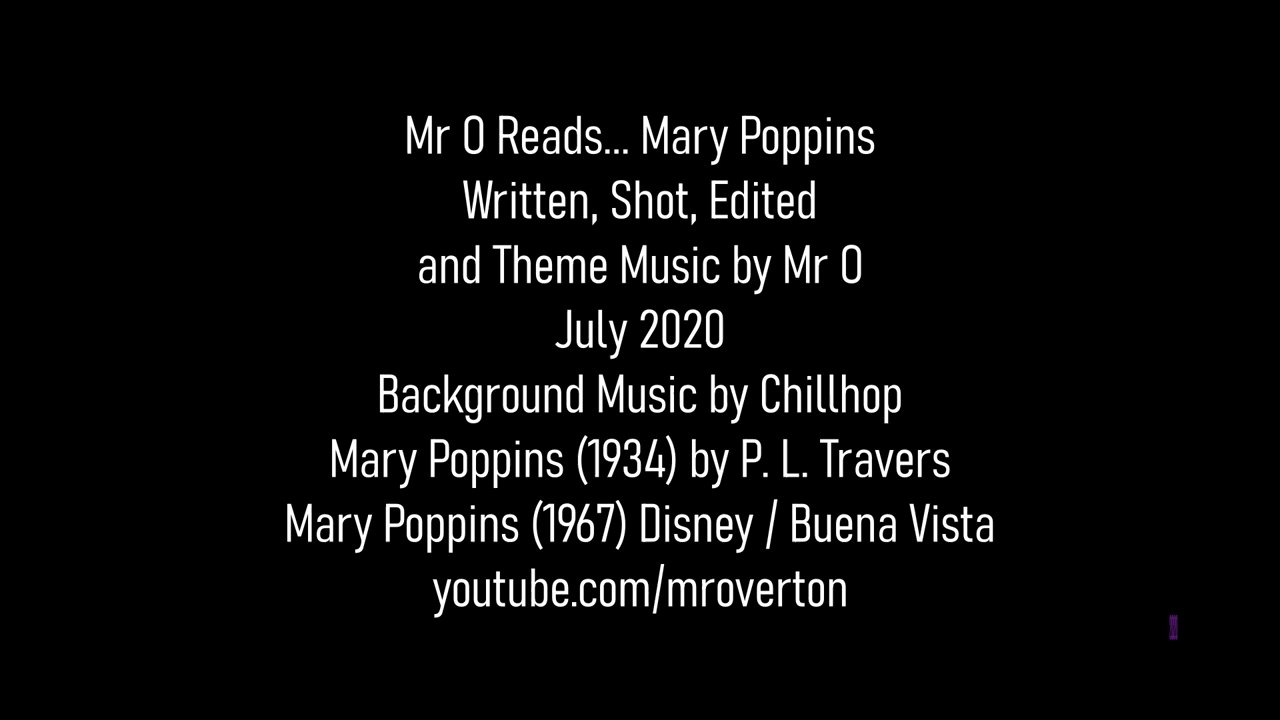 Mr O Reads... Mary Poppins
Written, Shot, Edited
and Theme Music by Mr O
July 2020
Background Music by Chillhop
Mary Poppins (1934) by P. L. Travers
Mary Poppins (1967) Disney / Buena Vista
youtube.com/mroverton